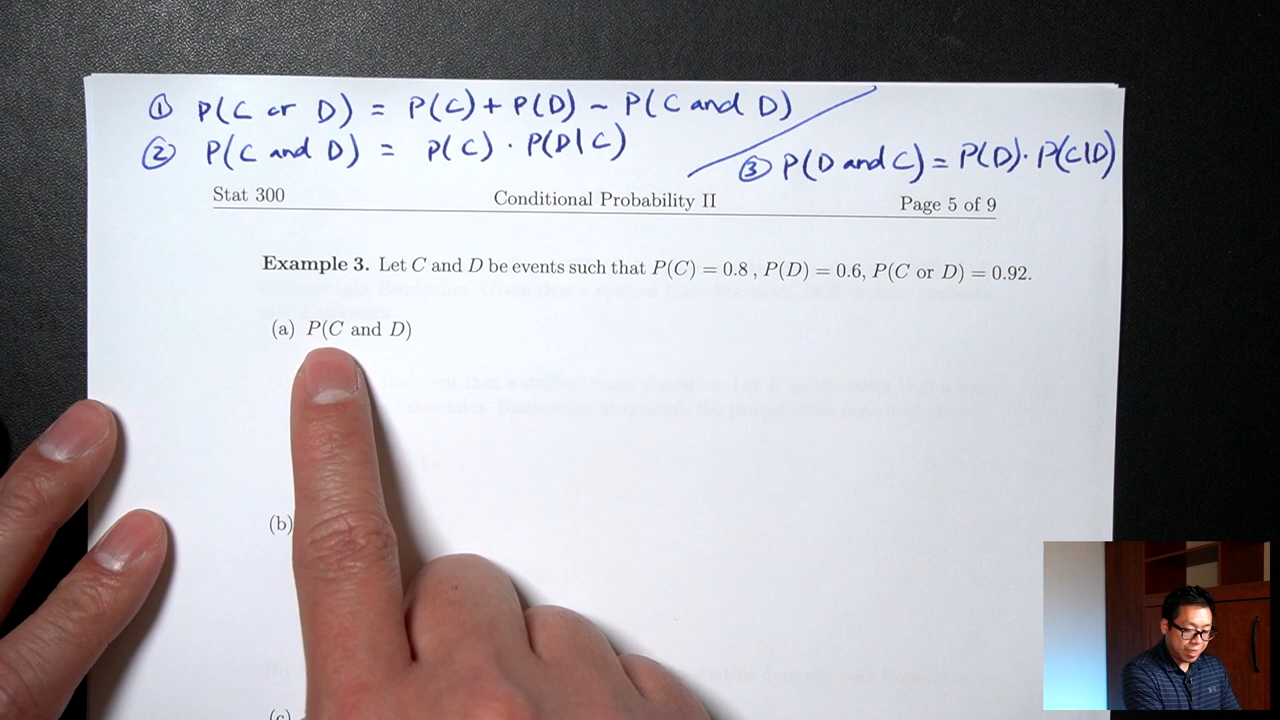 ① P(C or D) = P(C) + P(D) - P(C and D)
② P(C and D) = P(C) · P(D|C)
③ P(D and C) = P(D) · P(C|D)
Stat 300 Conditional Probability II Page 5 of 9
Example 3. Let C and D be events such that P(C) = 0.8 , P(D) = 0.6, P(C or D) = 0.92.
(a) P(C and D)
(b)
(c)